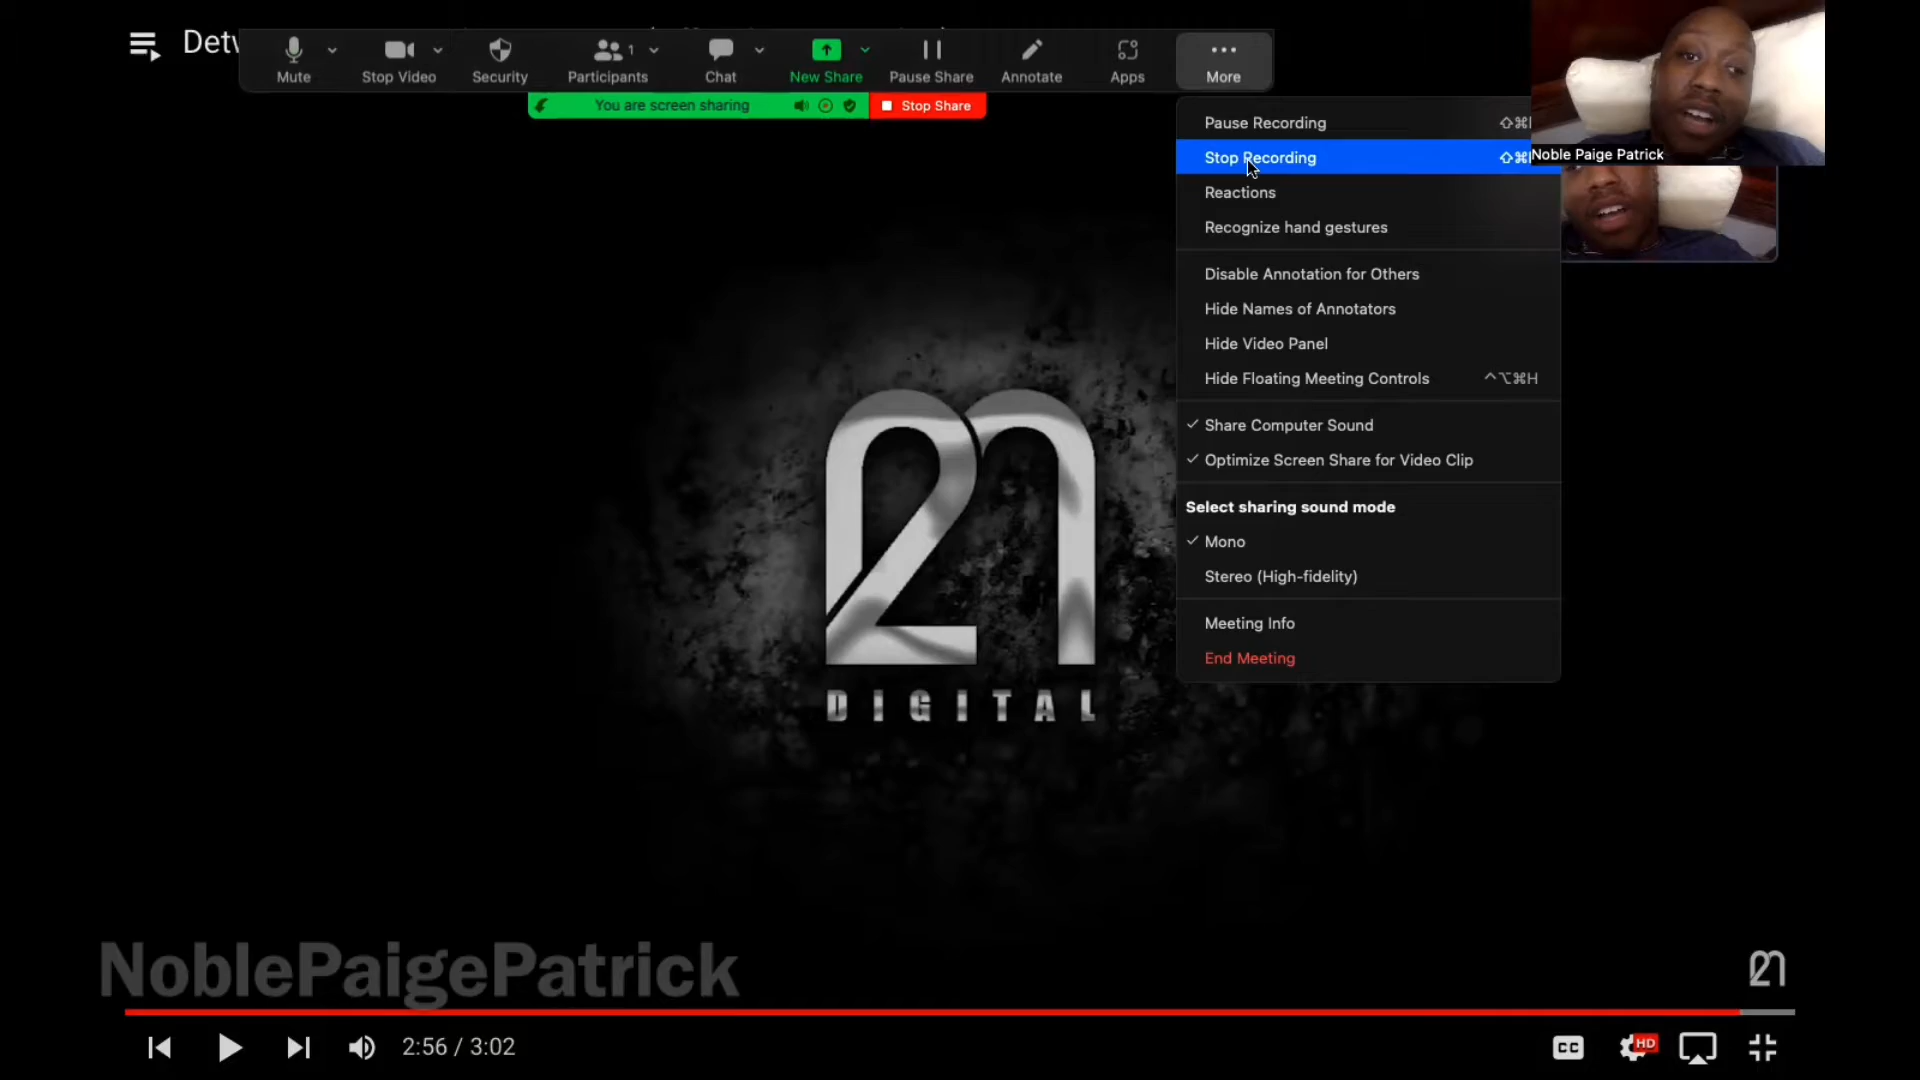 Mute
Stop Video
Security
Participants
1
Chat
New Share
Pause Share
Annotate
Apps
More
You are screen sharing
Stop Share
Pause Recording ⇧⌘
Stop Recording ⇧⌘
Reactions
Recognize hand gestures
Disable Annotation for Others
Hide Names of Annotators
Hide Video Panel
Hide Floating Meeting Controls ^⌥⌘H
Share Computer Sound
Optimize Screen Share for Video Clip
Select sharing sound mode
Mono
Stereo (High-fidelity)
Meeting Info
End Meeting
Noble Paige Patrick
21
DIGITAL
NoblePaigePatrick
21
2:56 / 3:02
CC
HD